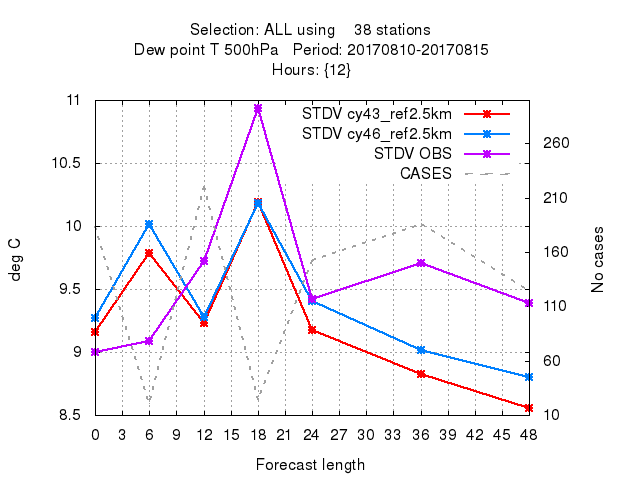 Selection: ALL using    38 stations
Dew point T 500hPa   Period: 20170810-20170815
Hours: {12}
STDV cy43_ref2.5km
STDV cy46_ref2.5km
STDV OBS
CASES
11
10.5
10
9.5
9
8.5
deg C
260
210
160
110
60
10
No cases
0 3 6 9 12 15 18 21 24 27 30 33 36 39 42 45 48
Forecast length